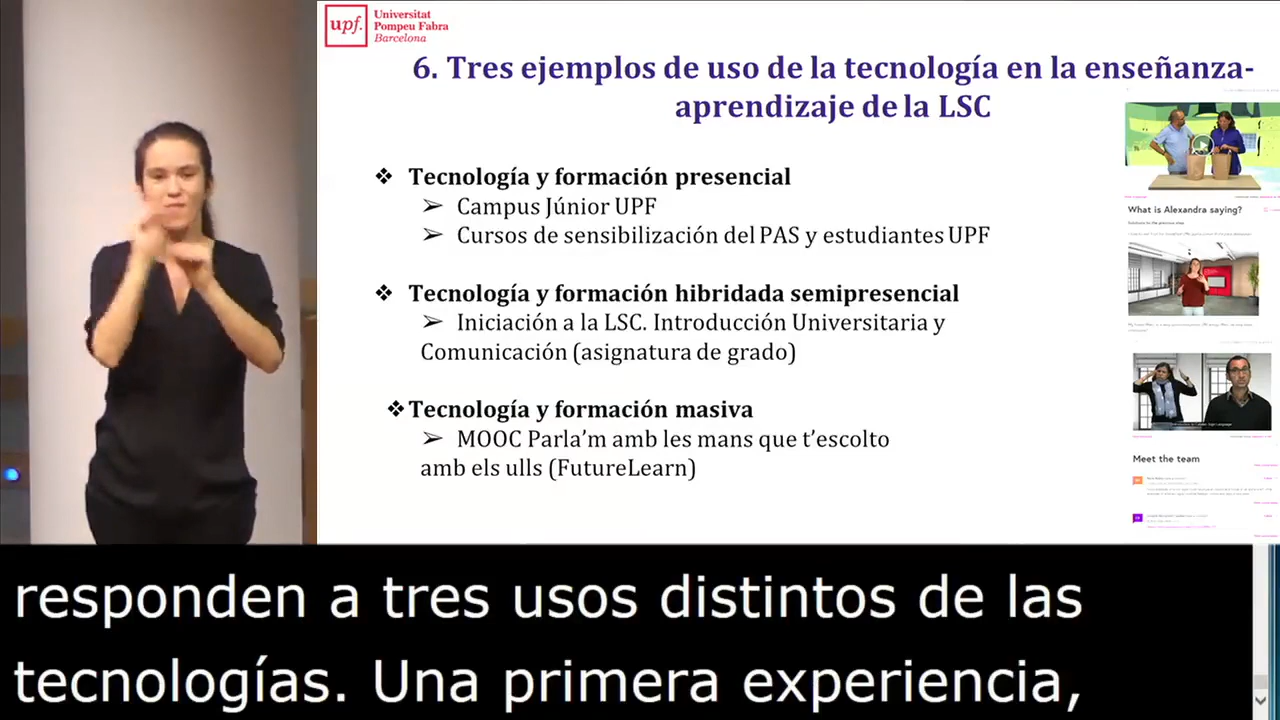 upf.
Universitat
Pompeu Fabra
Barcelona
6. Tres ejemplos de uso de la tecnología en la enseñanza-
aprendizaje de la LSC
❖ Tecnología y formación presencial
➢ Campus Júnior UPF
➢ Cursos de sensibilización del PAS y estudiantes UPF
❖ Tecnología y formación hibridada semipresencial
➢ Iniciación a la LSC. Introducción Universitaria y
Comunicación (asignatura de grado)
❖ Tecnología y formación masiva
➢ MOOC Parla’m amb les mans que t’escolto
amb els ulls (FutureLearn)
What is Alexandra saying?
Meet the team
responden a tres usos distintos de las
tecnologías. Una primera experiencia,